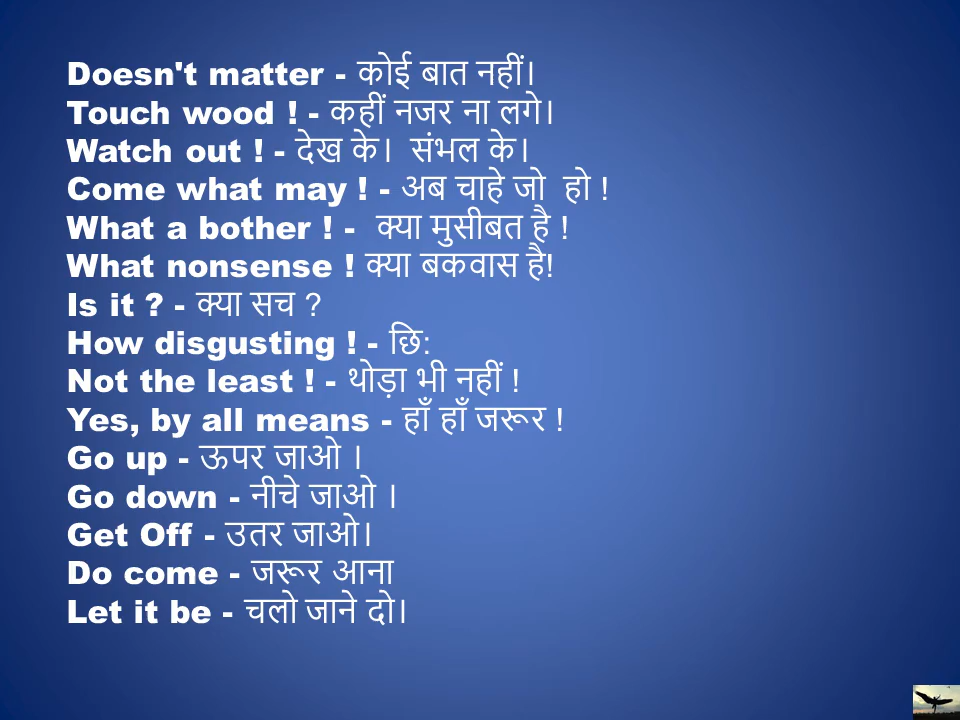 Doesn't matter - कोई बात नहीं।
Touch wood ! - कहीं नजर ना लगे।
Watch out ! - देख के। संभल के।
Come what may ! - अब चाहे जो हो !
What a bother ! - क्या मुसीबत है !
What nonsense ! क्या बकवास है!
Is it ? - क्या सच ?
How disgusting ! - छि:
Not the least ! - थोड़ा भी नहीं !
Yes, by all means - हाँ हाँ जरूर !
Go up - ऊपर जाओ ।
Go down - नीचे जाओ ।
Get Off - उतर जाओ।
Do come - जरूर आना
Let it be - चलो जाने दो।